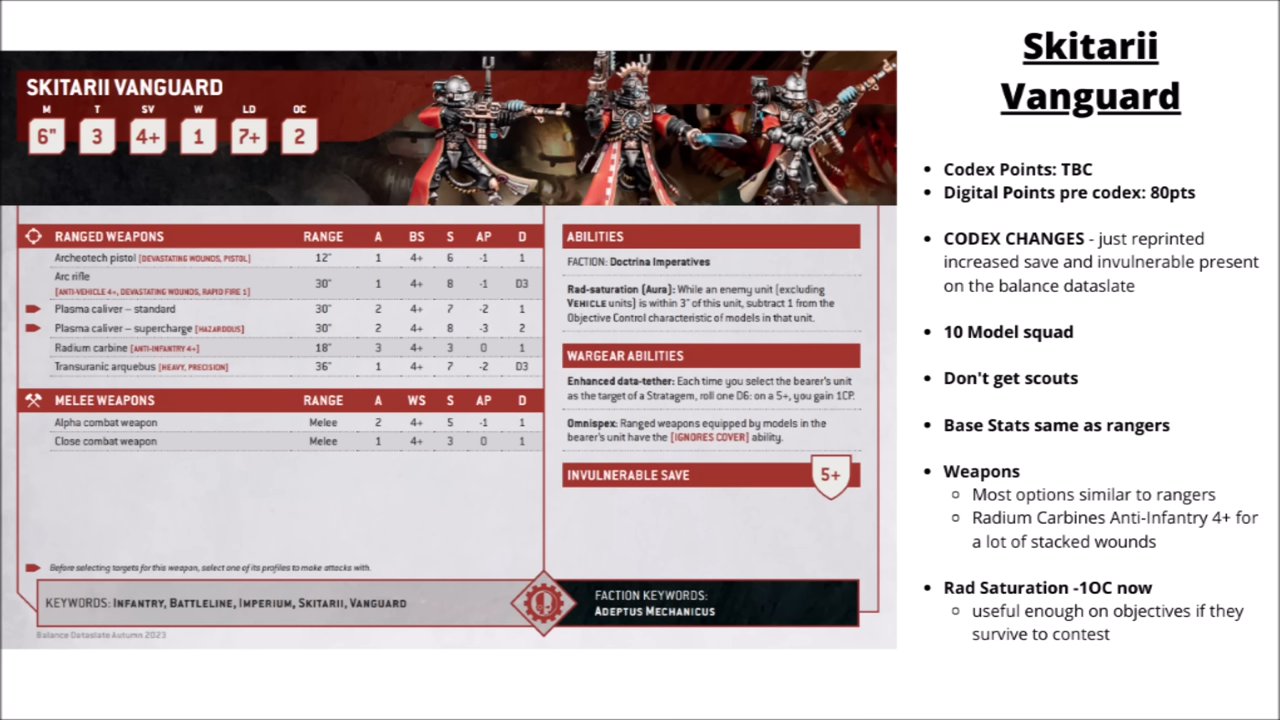 SKITARII VANGUARD
M T SV W LD OC
6" 3 4+ 1 7+ 2
RANGED WEAPONS RANGE A BS S AP D
Archeotech pistol [DEVASTATING WOUNDS, PISTOL] 12" 1 4+ 6 -1 1
Arc rifle
[ANTI-VEHICLE 4+, DEVASTATING WOUNDS, RAPID FIRE 1] 30" 1 4+ 8 -1 D3
Plasma caliver – standard 30" 2 4+ 7 -2 1
Plasma caliver – supercharge [HAZARDOUS] 30" 2 4+ 8 -3 2
Radium carbine [ANTI-INFANTRY 4+] 18" 3 4+ 3 0 1
Transuranic arquebus [HEAVY, PRECISION] 36" 1 4+ 7 -2 D3
MELEE WEAPONS RANGE A WS S AP D
Alpha combat weapon Melee 2 4+ 5 -1 1
Close combat weapon Melee 1 4+ 3 0 1
Before selecting targets for this weapon, select one of its profiles to make attacks with.
KEYWORDS: INFANTRY, BATTLELINE, IMPERIUM, SKITARII, VANGUARD
Balance Dataslate Autumn 2023
ABILITIES
FACTION: Doctrina Imperatives
Rad-saturation (Aura): While an enemy unit (excluding
VEHICLE units) is within 3" of this unit, subtract 1 from the
Objective Control characteristic of models in that unit.
WARGEAR ABILITIES
Enhanced data-tether: Each time you select the bearer's unit
as the target of a Stratagem, roll one D6: on a 5+, you gain 1CP.
Omnispex: Ranged weapons equipped by models in the
bearer's unit have the [IGNORES COVER] ability.
INVULNERABLE SAVE 5+
FACTION KEYWORDS:
ADEPTUS MECHANICUS
Skitarii
Vanguard
• Codex Points: TBC
• Digital Points pre codex: 80pts
• CODEX CHANGES - just reprinted
increased save and invulnerable present
on the balance dataslate
• 10 Model squad
• Don't get scouts
• Base Stats same as rangers
• Weapons
○ Most options similar to rangers
○ Radium Carbines Anti-Infantry 4+ for
a lot of stacked wounds
• Rad Saturation -1OC now
○ useful enough on objectives if they
survive to contest